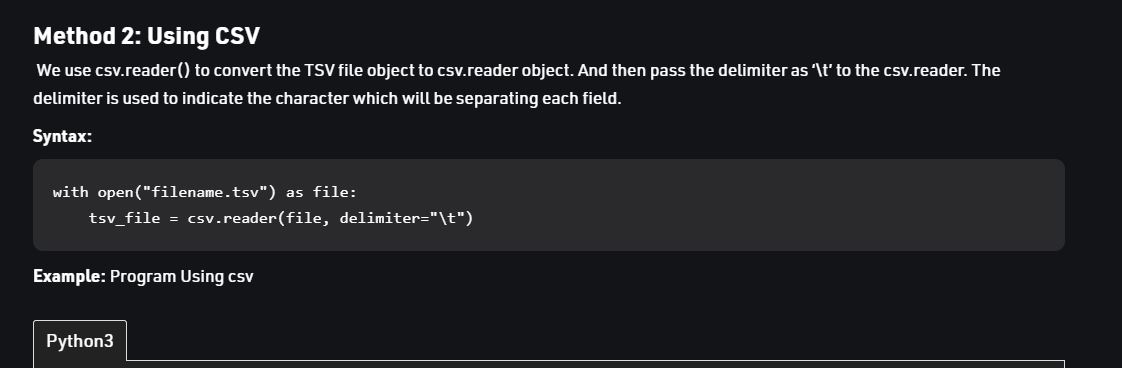 Method 2: Using CSV
We use csv.reader() to convert the TSV file object to csv.reader object. And then pass the delimiter as '\t' to the csv.reader. The
delimiter is used to indicate the character which will be separating each field.
Syntax:
with open("filename.tsv") as file:
    tsv_file = csv.reader(file, delimiter="\t")
Example: Program Using csv
Python3